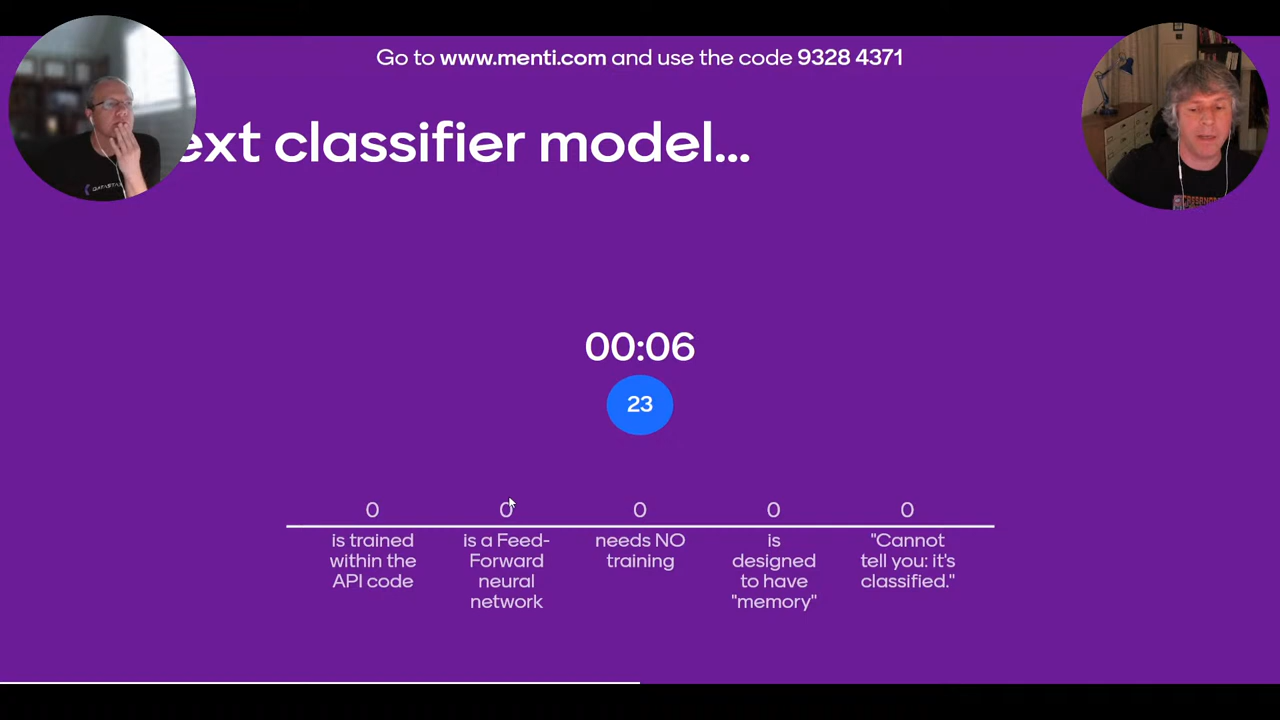 Go to www.menti.com and use the code 9328 4371
ext classifier model...
00:06
23
0 0 0 0 0
is trained
within the
API code
is a Feed-
Forward
neural
network
needs NO
training
is
designed
to have
"memory"
"Cannot
tell you: it's
classified."